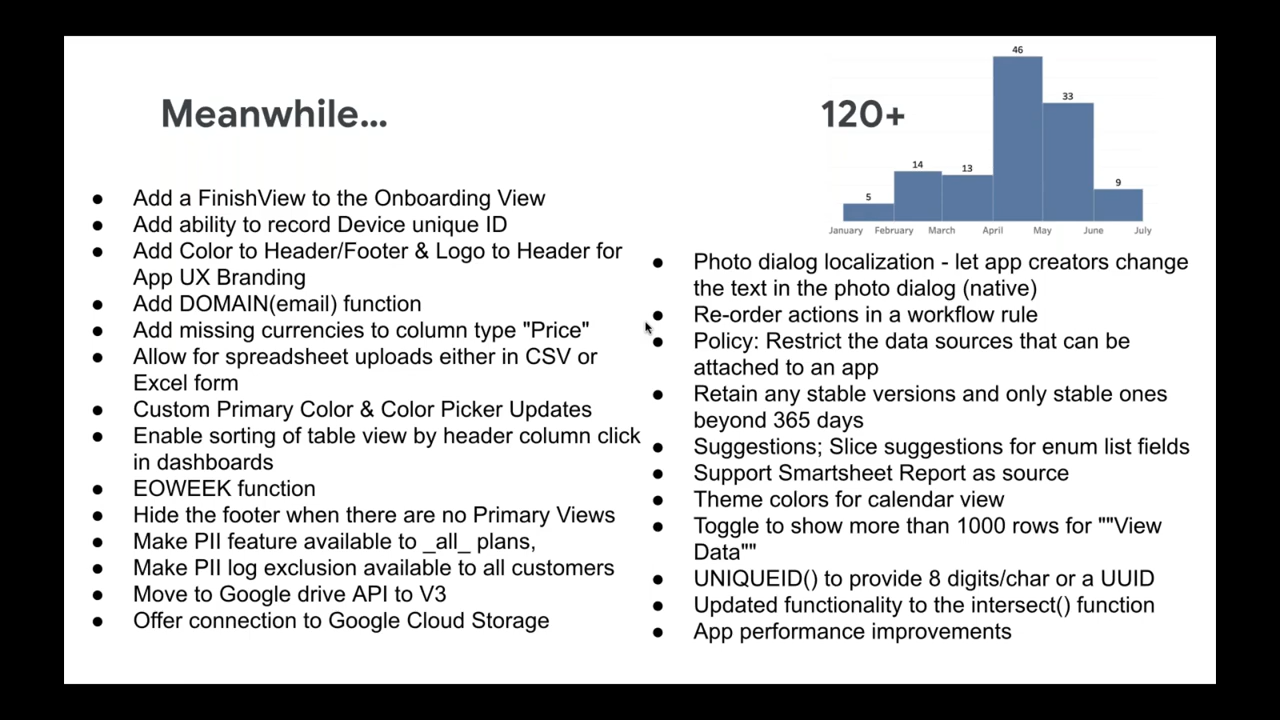 Meanwhile...
● Add a FinishView to the Onboarding View
● Add ability to record Device unique ID
● Add Color to Header/Footer & Logo to Header for
App UX Branding
● Add DOMAIN(email) function
● Add missing currencies to column type "Price"
● Allow for spreadsheet uploads either in CSV or
Excel form
● Custom Primary Color & Color Picker Updates
● Enable sorting of table view by header column click
in dashboards
● EOWEEK function
● Hide the footer when there are no Primary Views
● Make PII feature available to _all_ plans,
● Make PII log exclusion available to all customers
● Move to Google drive API to V3
● Offer connection to Google Cloud Storage
120+
5
14
13
46
33
9
January February March April May June July
● Photo dialog localization - let app creators change
the text in the photo dialog (native)
● Re-order actions in a workflow rule
● Policy: Restrict the data sources that can be
attached to an app
● Retain any stable versions and only stable ones
beyond 365 days
● Suggestions; Slice suggestions for enum list fields
● Support Smartsheet Report as source
● Theme colors for calendar view
● Toggle to show more than 1000 rows for ""View
Data""
● UNIQUEID() to provide 8 digits/char or a UUID
● Updated functionality to the intersect() function
● App performance improvements